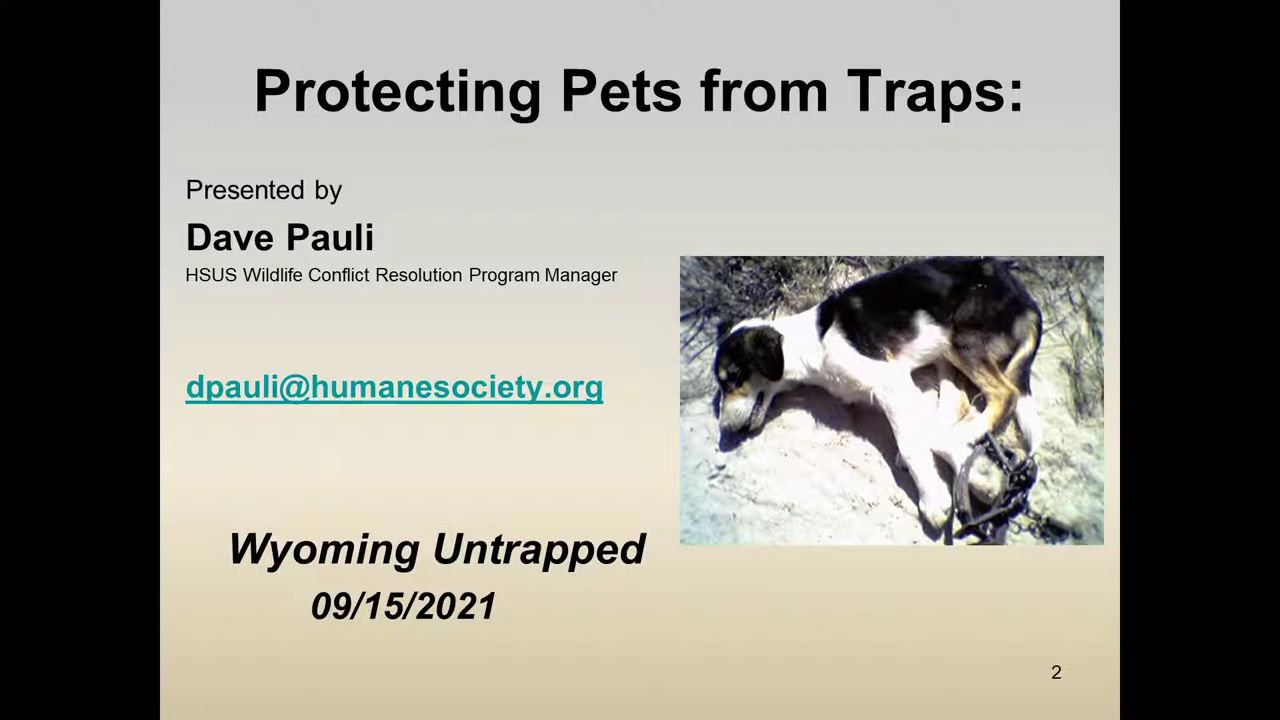 Protecting Pets from Traps:
Presented by
Dave Pauli
HSUS Wildlife Conflict Resolution Program Manager
dpauli@humanesociety.org
Wyoming Untrapped
09/15/2021
2